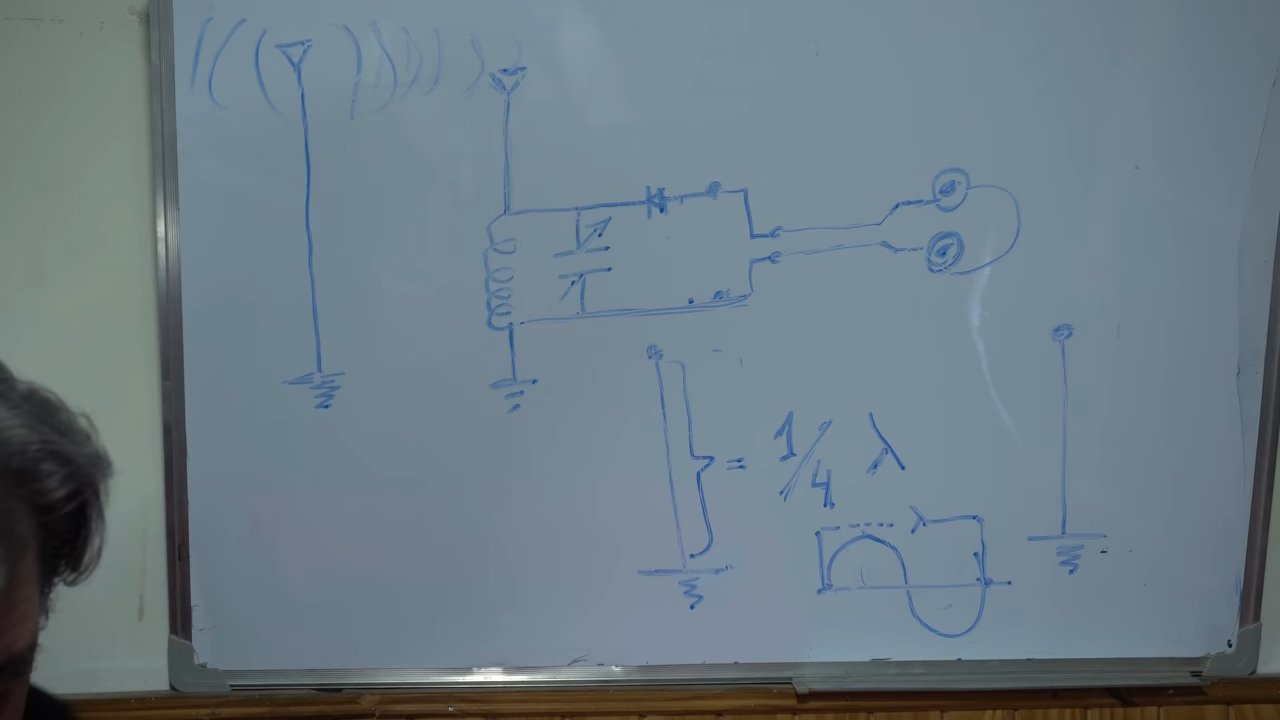 = 1/4 λ
λ